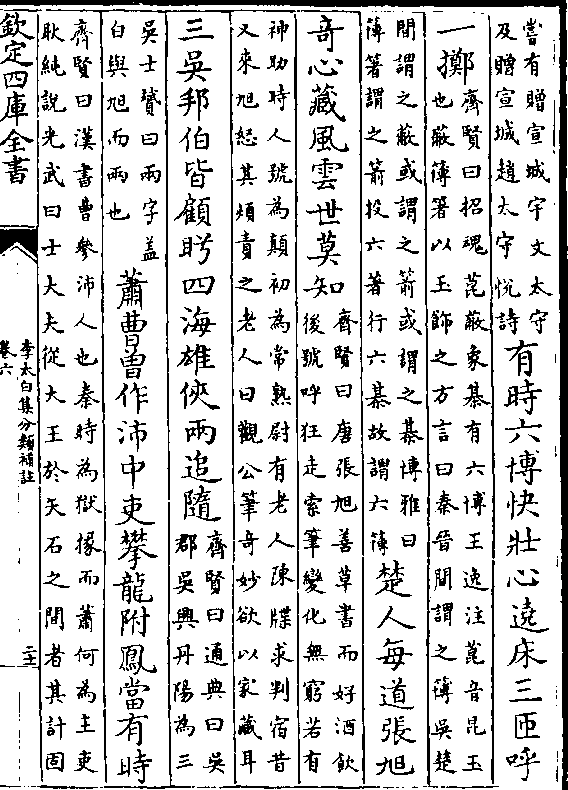 嘗有贈宣城宇文太守
及贈宣城趙太守悅詩
有時六博快壯心遶床三匝呼
一擲
齊賢曰招魂菎蔽象棊有六博王逸注菎音昆玉
也蔽簿箸以玉飾之方言曰秦晉間謂之簿吳楚
間謂之蔽或謂之箭或謂之棊博雅曰
簿箸謂之箭投六箸行六棊故謂六簿
楚人每道張旭
奇心藏風雲世莫知
齊賢曰唐張旭善草書而好酒飲
後號呼狂走索筆變化無窮若有
神助時人號為顛初為常熟尉有老人陳牒求判宿昔
又來旭怒其煩責之老人曰觀公筆奇妙欲以家藏耳
三吳邦伯皆顧盻四海雄俠兩追隨
齊賢曰通典曰吳
郡吳興丹陽為三
吳士贇曰兩字盖
白與旭而兩也
蕭曹曾作沛中吏攀龍附鳳當有時
齊賢曰漢書曹參沛人也秦時為獄掾而蕭何為主吏
耿純說光武曰士大夫從大王於矢石之間者其計固
欽定四庫全書
李太白集分類補註
卷六
二十